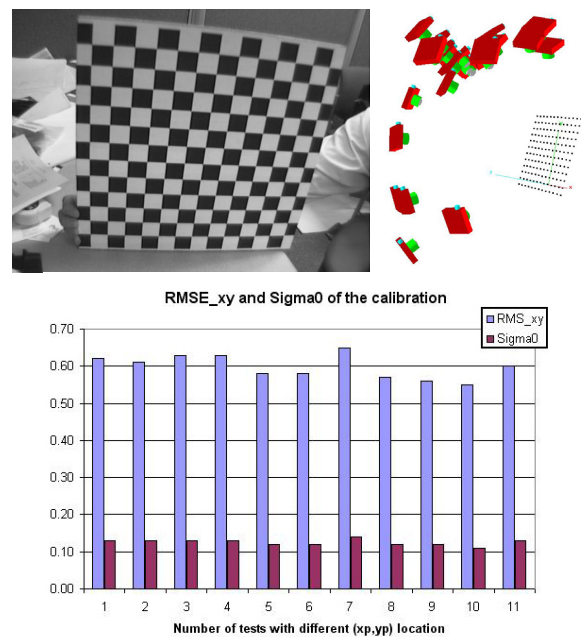 RMSE_xy and Sigma0 of the calibration
RMS_xy
Sigma0
0.70
0.60
0.50
0.40
0.30
0.20
0.10
0.00
1 2 3 4 5 6 7 8 9 10 11
Number of tests with different (xp,yp) location